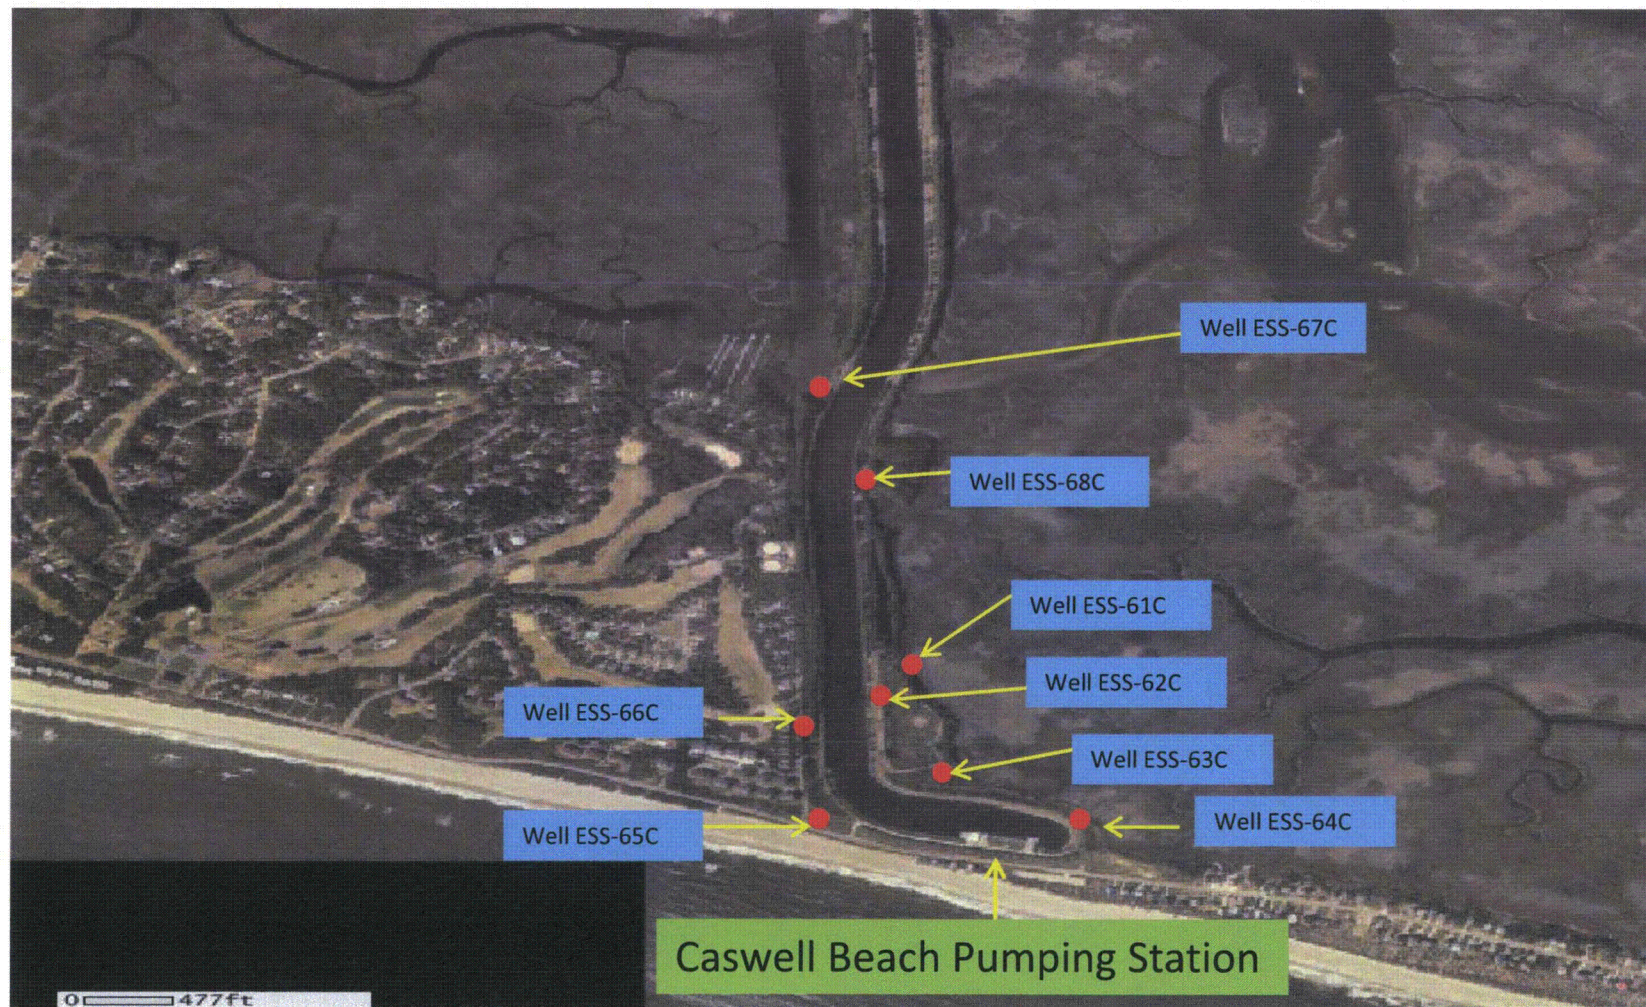 Well ESS-67C
Well ESS-68C
Well ESS-61C
Well ESS-62C
Well ESS-66C
Well ESS-63C
Well ESS-65C
Well ESS-64C
Caswell Beach Pumping Station
0 477ft